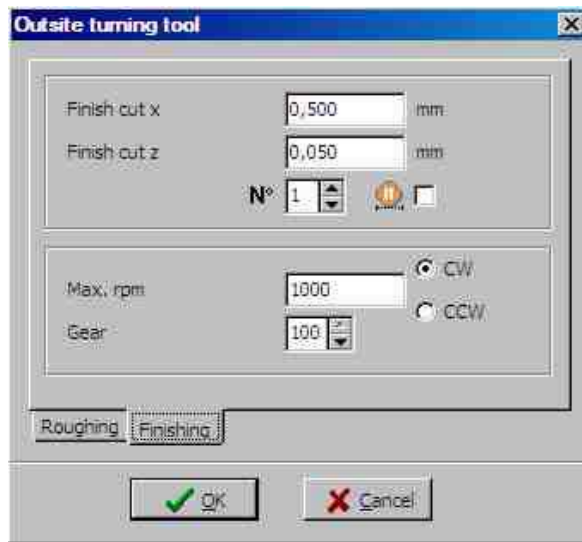 Outsite turning tool
Finish cut x 0,500 mm
Finish cut z 0,050 mm
N° 1
CW
Max. rpm 1000
CCW
Gear 100
Roughing Finishing
OK Cancel